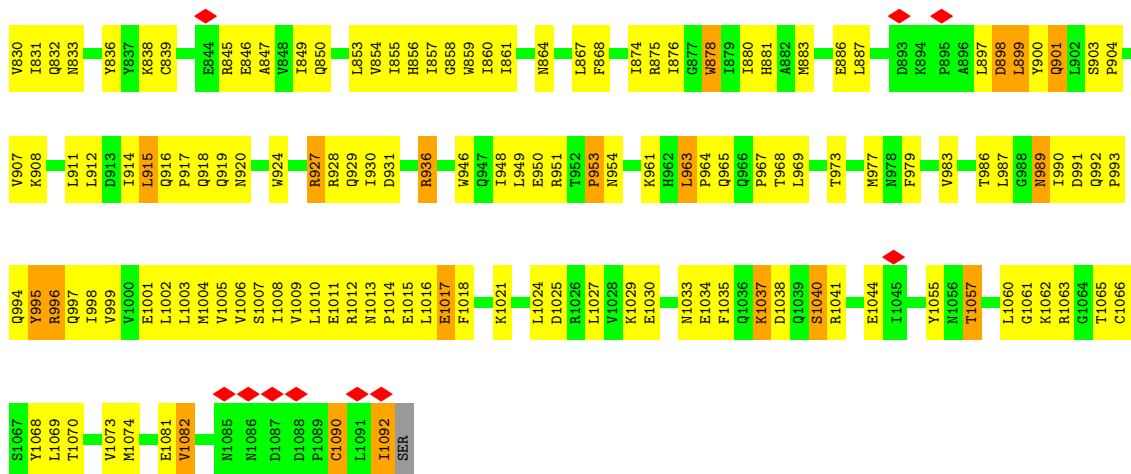 V830 I831 Q832 N833 Y836 Y837 K838 C839 E844 R845 E846 A847 V848 I849 Q850 L853 V854 I855 H856 I857 G858 W859 I860 I861 N864 L867 F868 I874 R875 I876 G877 W878 I879 I880 H881 A882 M883 E886 L887 D893 K894 P895 A896 L897 D898 L899 Y900 Q901 L902 S903 P904
V907 K908 L911 L912 D913 I914 L915 Q916 P917 Q918 Q919 N920 W924 R927 R928 Q929 I930 D931 R936 W946 Q947 I948 L949 E950 R951 T952 P953 N954 K961 H962 L963 P964 Q965 Q966 P967 T968 L969 T973 M977 N978 F979 V983 T986 L987 G988 N989 I990 D991 Q992 P993
Q994 Y995 R996 Q997 I998 V999 V1000 E1001 L1002 L1003 M1004 V1005 V1006 S1007 I1008 V1009 L1010 E1011 R1012 N1013 P1014 E1015 L1016 E1017 F1018 K1021 L1024 D1025 R1026 L1027 V1028 K1029 E1030 N1033 E1034 F1035 Q1036 K1037 D1038 Q1039 S1040 R1041 E1044 I1045 Y1055 N1056 T1057 L1060 G1061 K1062 R1063 G1064 T1065 C1066
S1067 Y1068 L1069 T1070 V1073 M1074 E1081 V1082 N1085 N1086 D1087 D1088 P1089 C1090 L1091 I1092 SER